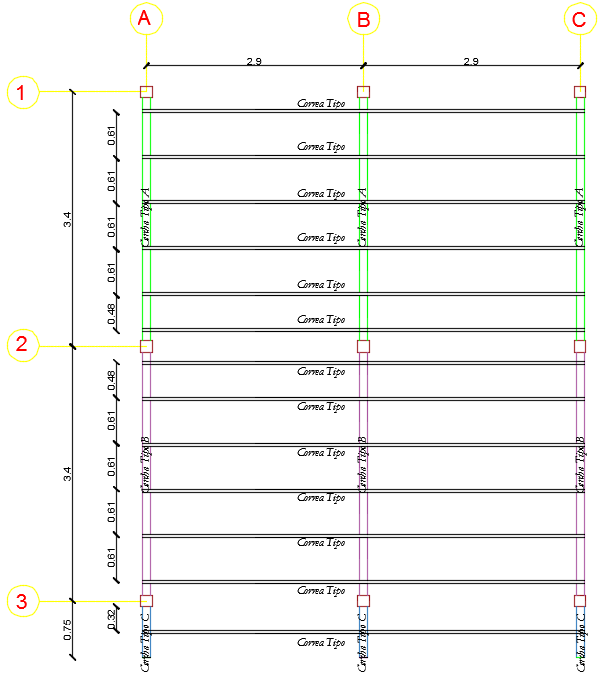 A B C
2.9 2.9
1
Correa Tipo
0.61
Correa Tipo
0.61
Correa Tipo
3.4
0.61
Cercha Tipo A Cercha Tipo A Cercha Tipo A
Correa Tipo
0.61
Correa Tipo
0.48
Correa Tipo
2
Correa Tipo
0.48
Correa Tipo
Correa Tipo
0.61
3.4
0.61
Cercha Tipo B Cercha Tipo B Cercha Tipo B
Correa Tipo
0.61
Correa Tipo
0.61
Correa Tipo
3
0.32
0.75
Cercha Tipo C Cercha Tipo C Cercha Tipo C
Correa Tipo